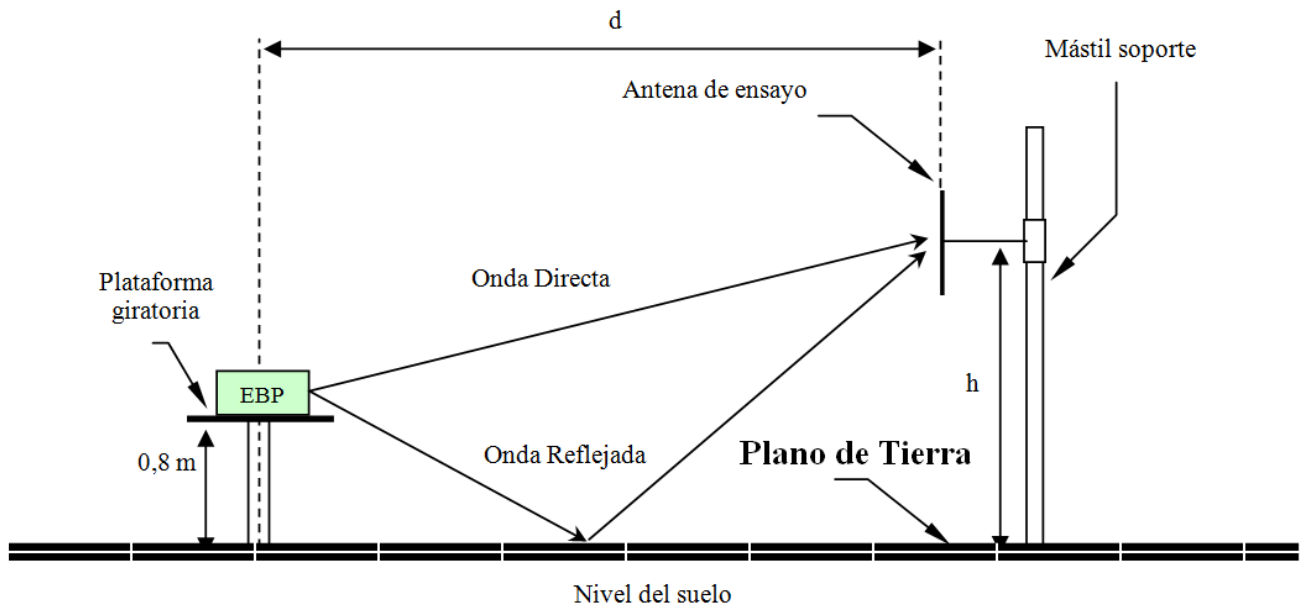 d
Mástil soporte
Antena de ensayo
Plataforma
giratoria
Onda Directa
EBP
h
0,8 m
Onda Reflejada
Plano de Tierra
Nivel del suelo